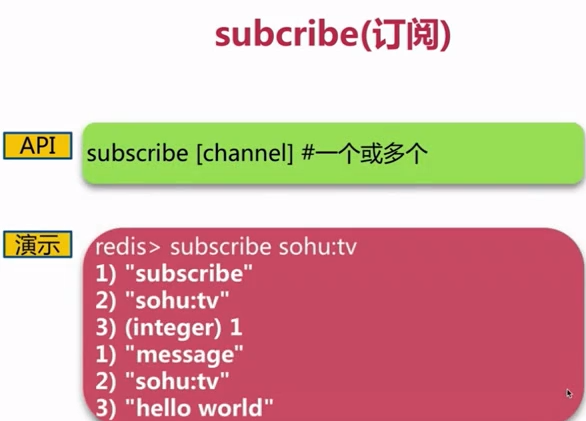 subcribe(订阅)
API
subscribe [channel] #一个或多个
演示
redis> subscribe sohu:tv
1) "subscribe"
2) "sohu:tv"
3) (integer) 1
1) "message"
2) "sohu:tv"
3) "hello world"